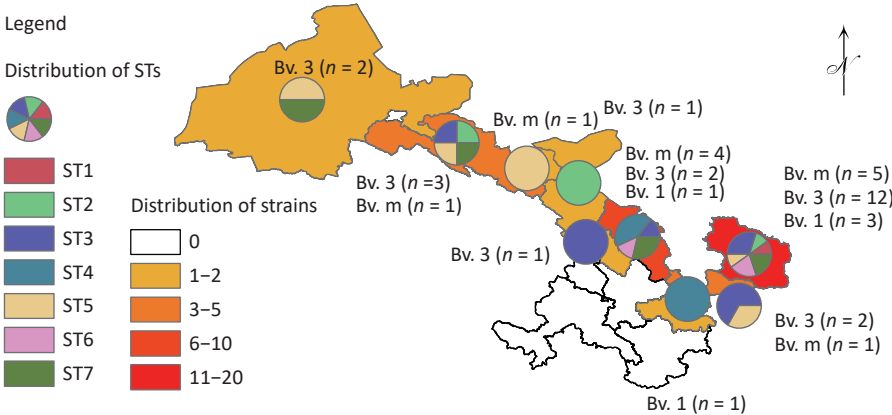 Legend
Distribution of STs
ST1
ST2
ST3
ST4
ST5
ST6
ST7
Distribution of strains
0
1−2
3−5
6−10
11−20
Bv. 3 (n = 2)
Bv. 3 (n =3)
Bv. m (n = 1)
Bv. m (n = 1)
Bv. 3 (n = 1)
Bv. m (n = 4)
Bv. 3 (n = 2)
Bv. 1 (n = 1)
Bv. 3 (n = 1)
Bv. m (n = 5)
Bv. 3 (n = 12)
Bv. 1 (n = 3)
Bv. 3 (n = 2)
Bv. m (n = 1)
Bv. 1 (n = 1)
N